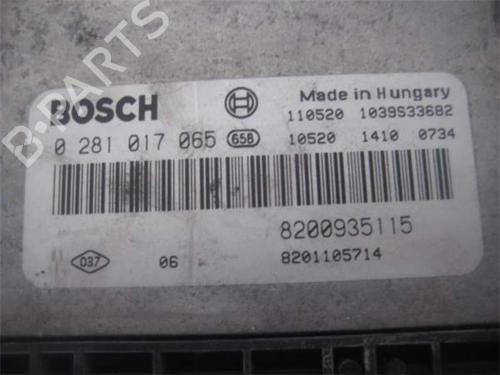 B-PARTS
BOSCH
Made in Hungary
110520 1039S33682
0 281 017 065 658 10520 1410 0734
8200935115
037 06 8201105714